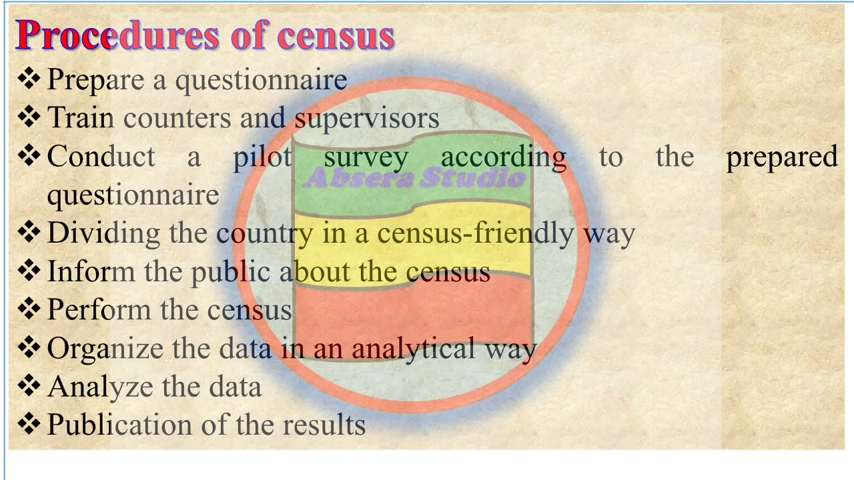 Procedures of census
❖ Prepare a questionnaire
❖ Train counters and supervisors
❖ Conduct a pilot survey according to the prepared
questionnaire
❖ Dividing the country in a census-friendly way
❖ Inform the public about the census
❖ Perform the census
❖ Organize the data in an analytical way
❖ Analyze the data
❖ Publication of the results
Absera Studio